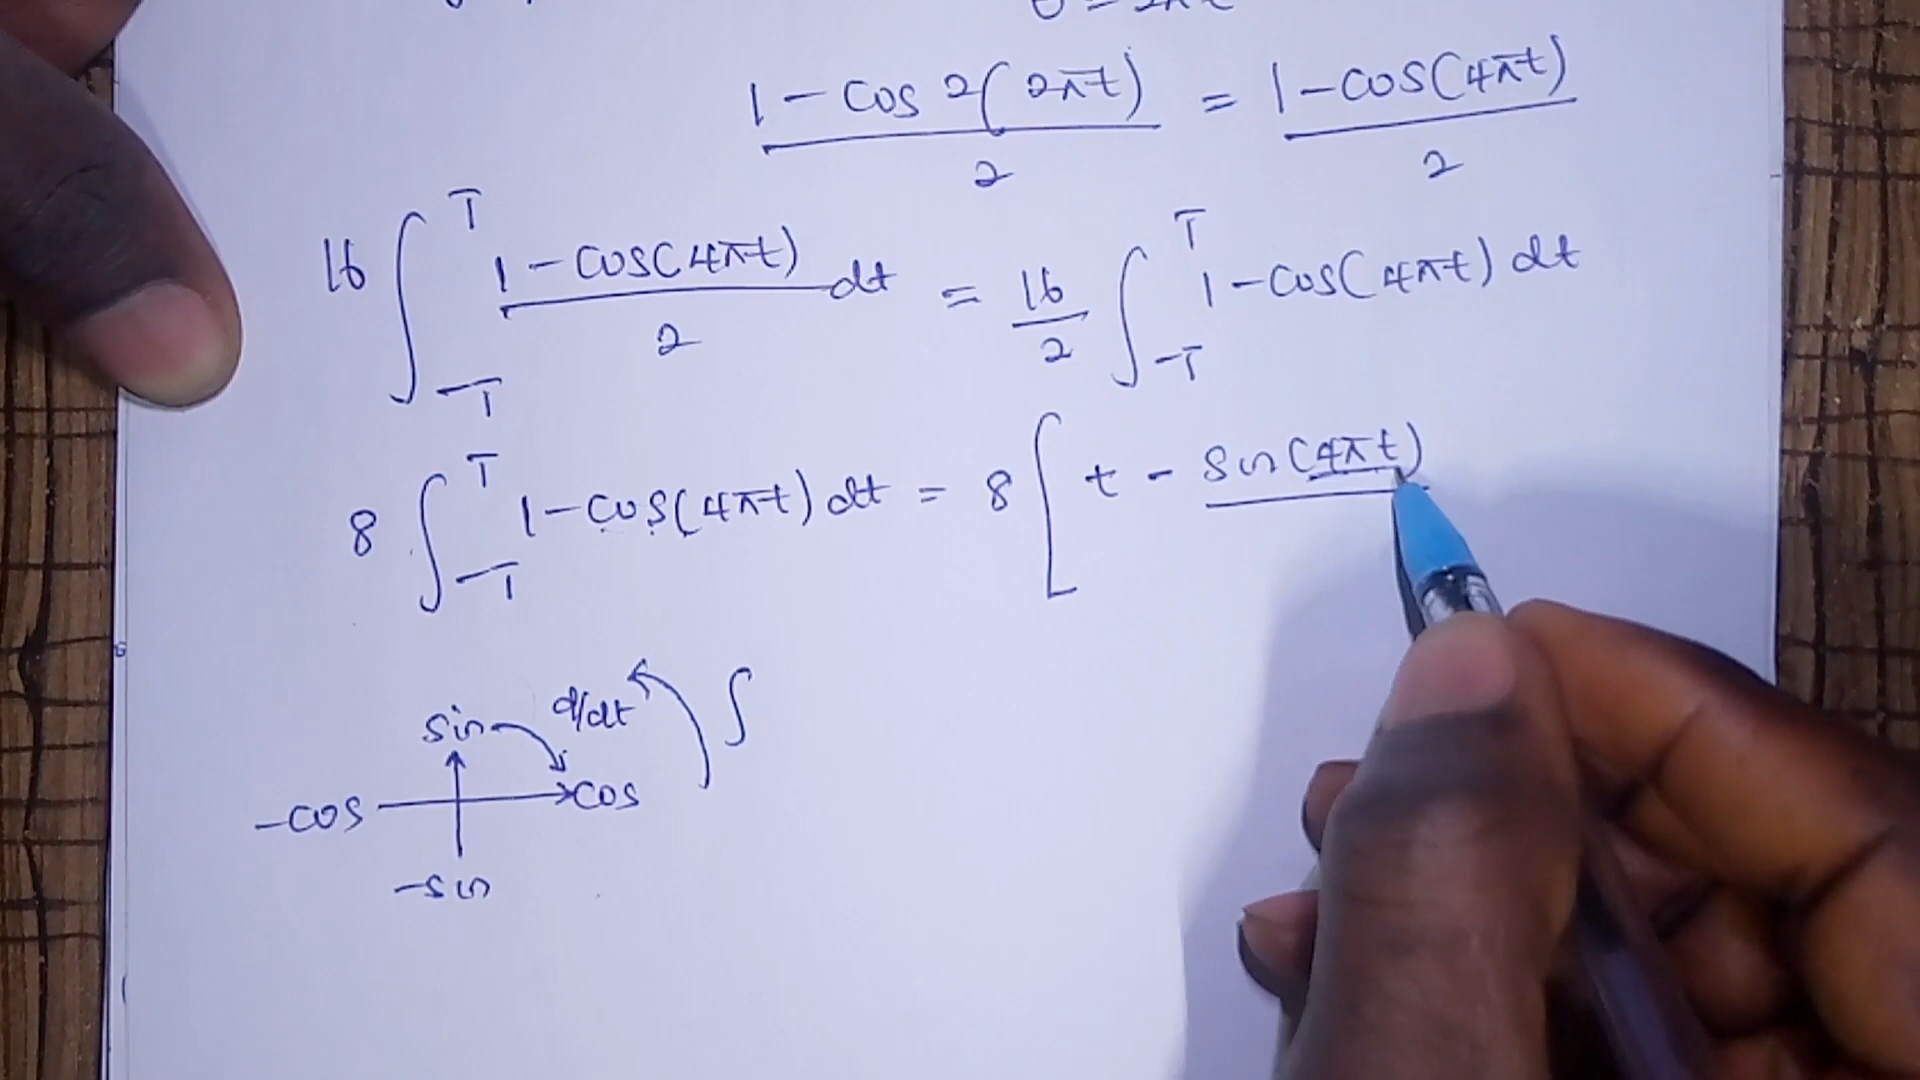 θ = 2πt
1 - Cos 2(2πt) / 2 = 1 - cos(4πt) / 2
16 ∫_{-T}^{T} 1 - cos(4πt) / 2 dt = 16/2 ∫_{-T}^{T} 1 - cos(4πt) dt
8 ∫_{-T}^{T} 1 - cos(4πt) dt = 8 [ t - sin(4πt)
sin d/dt ∫
-cos cos
-sin